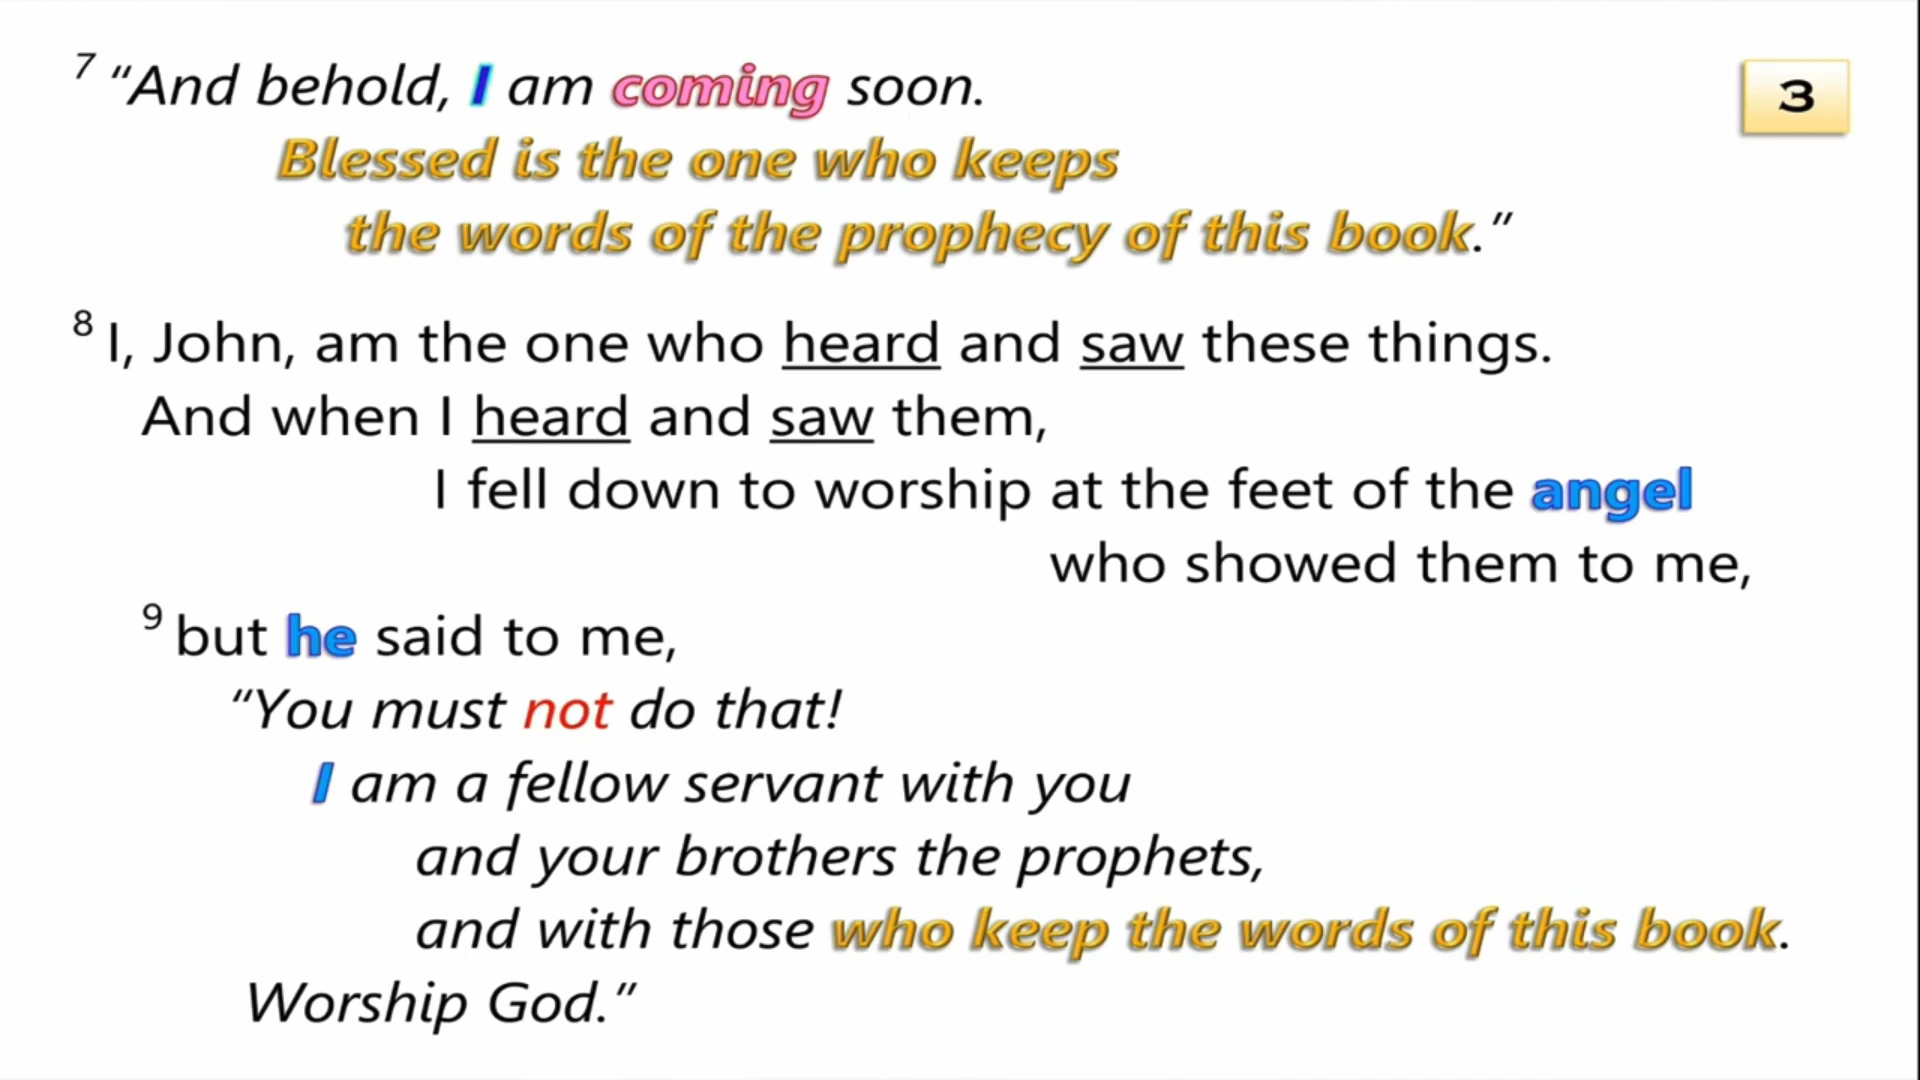 7 “And behold, I am coming soon.
3
Blessed is the one who keeps
the words of the prophecy of this book.”
8 I, John, am the one who heard and saw these things.
And when I heard and saw them,
I fell down to worship at the feet of the angel
who showed them to me,
9 but he said to me,
“You must not do that!
I am a fellow servant with you
and your brothers the prophets,
and with those who keep the words of this book.
Worship God.”